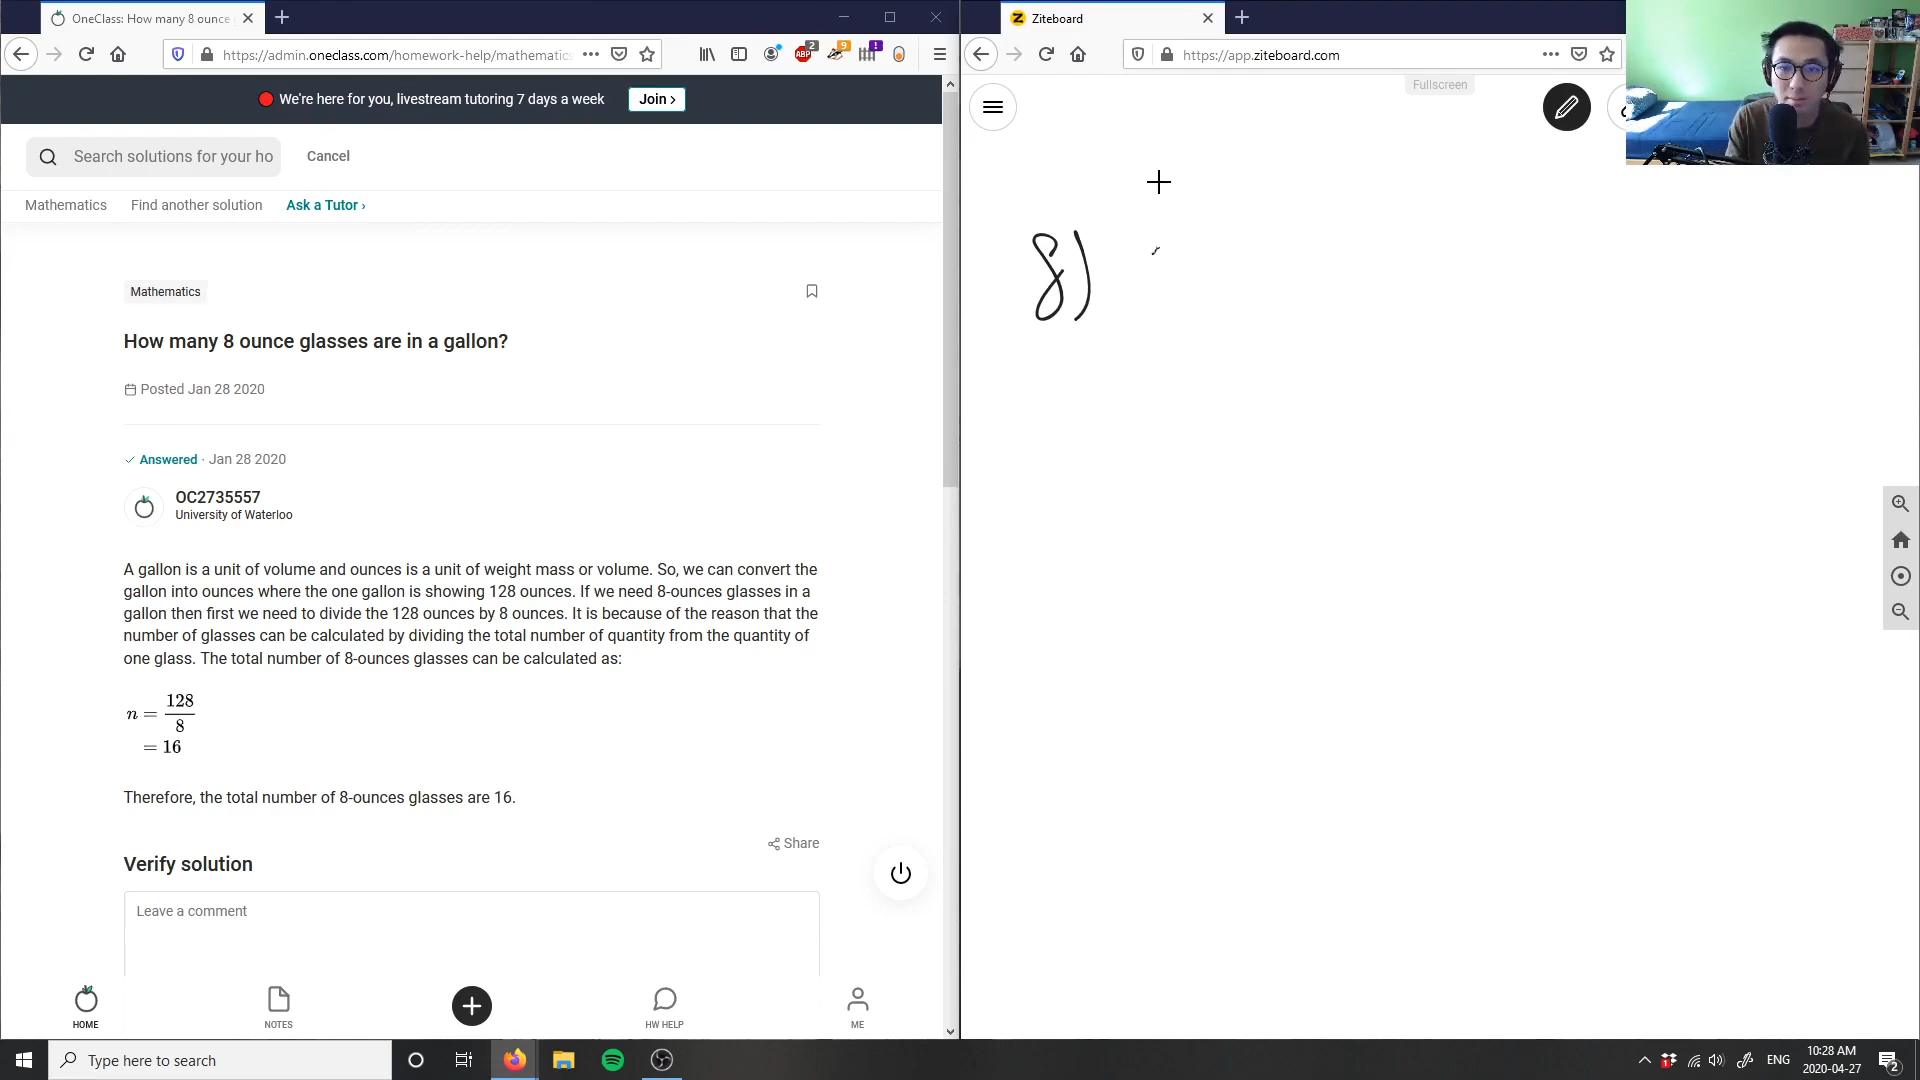 OneClass: How many 8 ounce
Ziteboard
https://admin.oneclass.com/homework-help/mathematics
2
9
!
https://app.ziteboard.com
We're here for you, livestream tutoring 7 days a week
Join ›
Fullscreen
Search solutions for your ho
Cancel
Mathematics
Find another solution
Ask a Tutor ›
8)
Mathematics
How many 8 ounce glasses are in a gallon?
Posted Jan 28 2020
Answered · Jan 28 2020
OC2735557
University of Waterloo
A gallon is a unit of volume and ounces is a unit of weight mass or volume. So, we can convert the
gallon into ounces where the one gallon is showing 128 ounces. If we need 8-ounces glasses in a
gallon then first we need to divide the 128 ounces by 8 ounces. It is because of the reason that the
number of glasses can be calculated by dividing the total number of quantity from the quantity of
one glass. The total number of 8-ounces glasses can be calculated as:
n = 128/8
= 16
Therefore, the total number of 8-ounces glasses are 16.
Share
Verify solution
Leave a comment
HOME
NOTES
HW HELP
ME
Type here to search
ENG
10:28 AM
2020-04-27
2